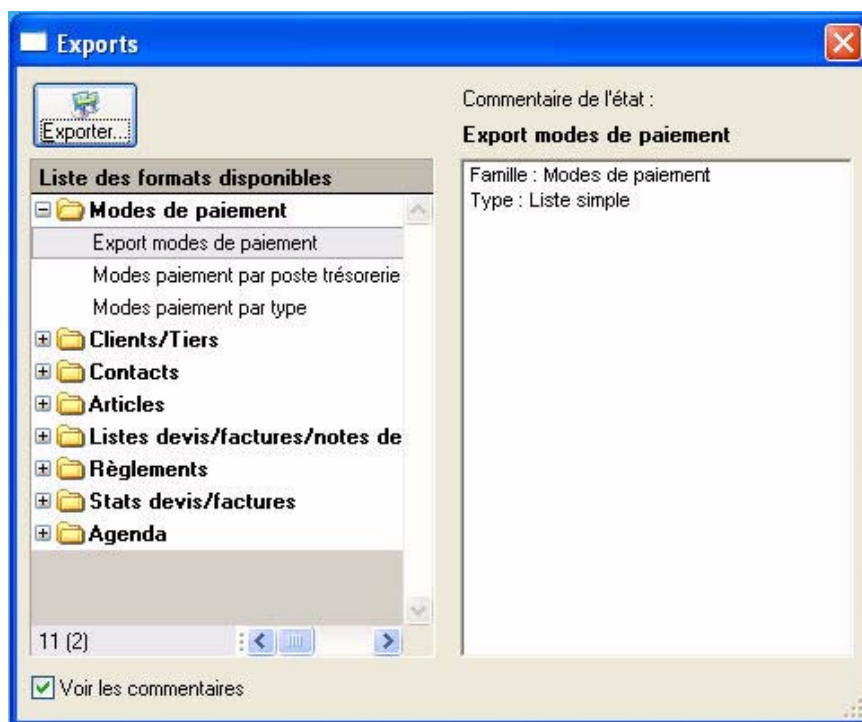 Exports
Exporter...
Liste des formats disponibles
Modes de paiement
Export modes de paiement
Modes paiement par poste trésorerie
Modes paiement par type
Clients/Tiers
Contacts
Articles
Listes devis/factures/notes de
Règlements
Stats devis/factures
Agenda
11 (2)
Voir les commentaires
Commentaire de l'état :
Export modes de paiement
Famille : Modes de paiement
Type : Liste simple